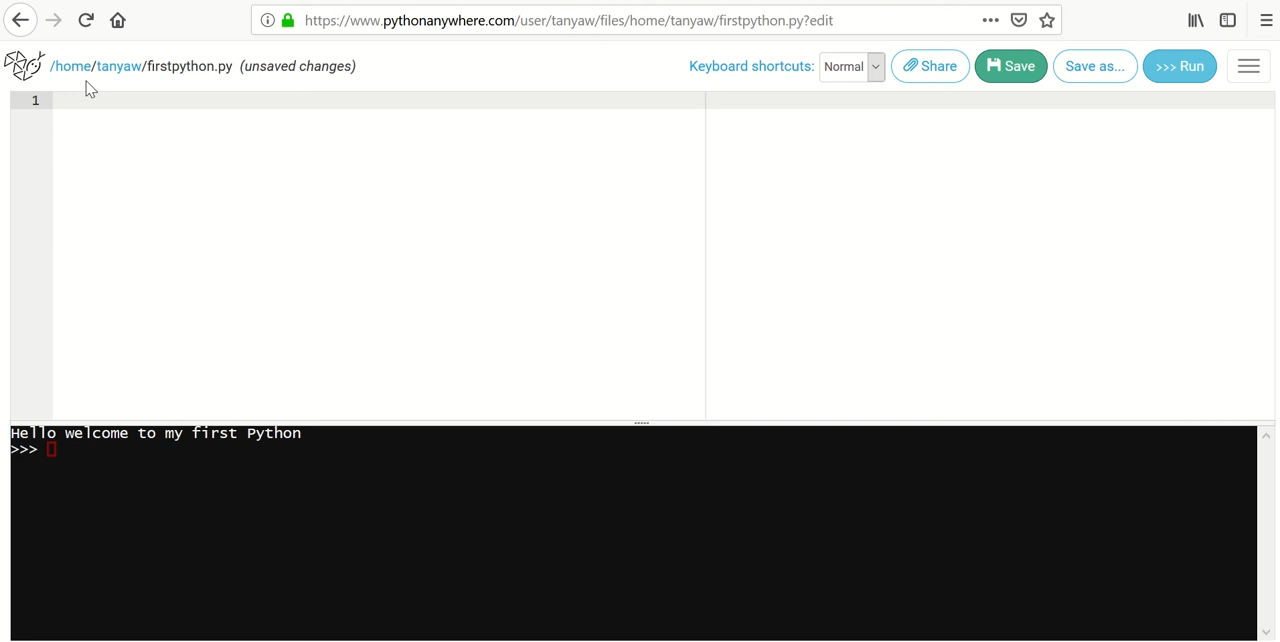 https://www.pythonanywhere.com/user/tanyaw/files/home/tanyaw/firstpython.py?edit
/home/tanyaw/firstpython.py (unsaved changes)
Keyboard shortcuts: Normal Share Save Save as... >>> Run
1
Hello welcome to my first Python
>>>